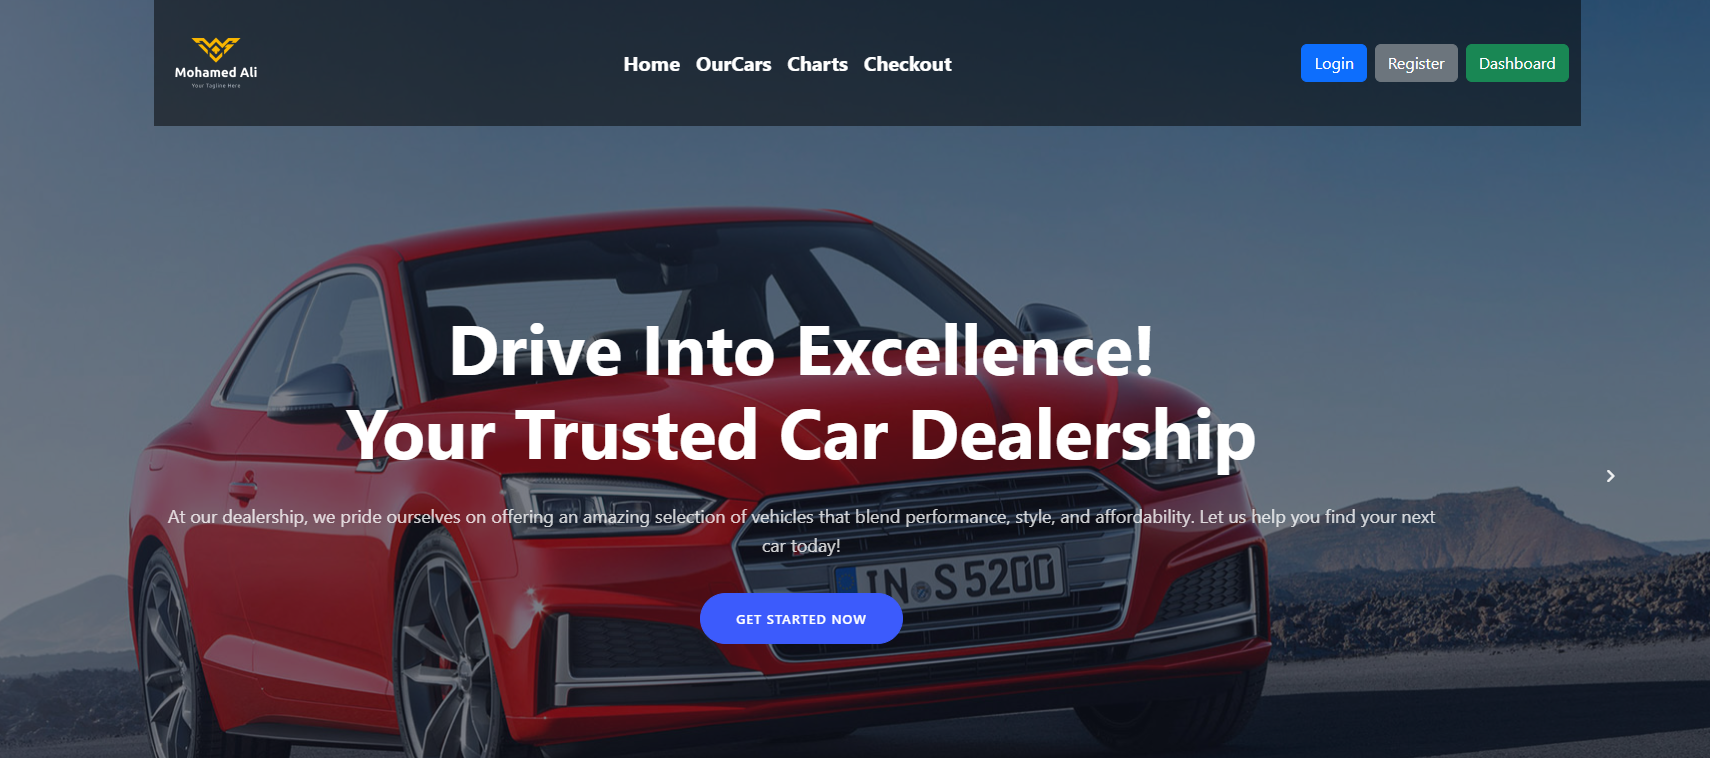 Mohamed Ali
Your Tagline Here
Home OurCars Charts Checkout
Login Register Dashboard
Drive Into Excellence!
Your Trusted Car Dealership
At our dealership, we pride ourselves on offering an amazing selection of vehicles that blend performance, style, and affordability. Let us help you find your next
car today!
IN S 5200
GET STARTED NOW